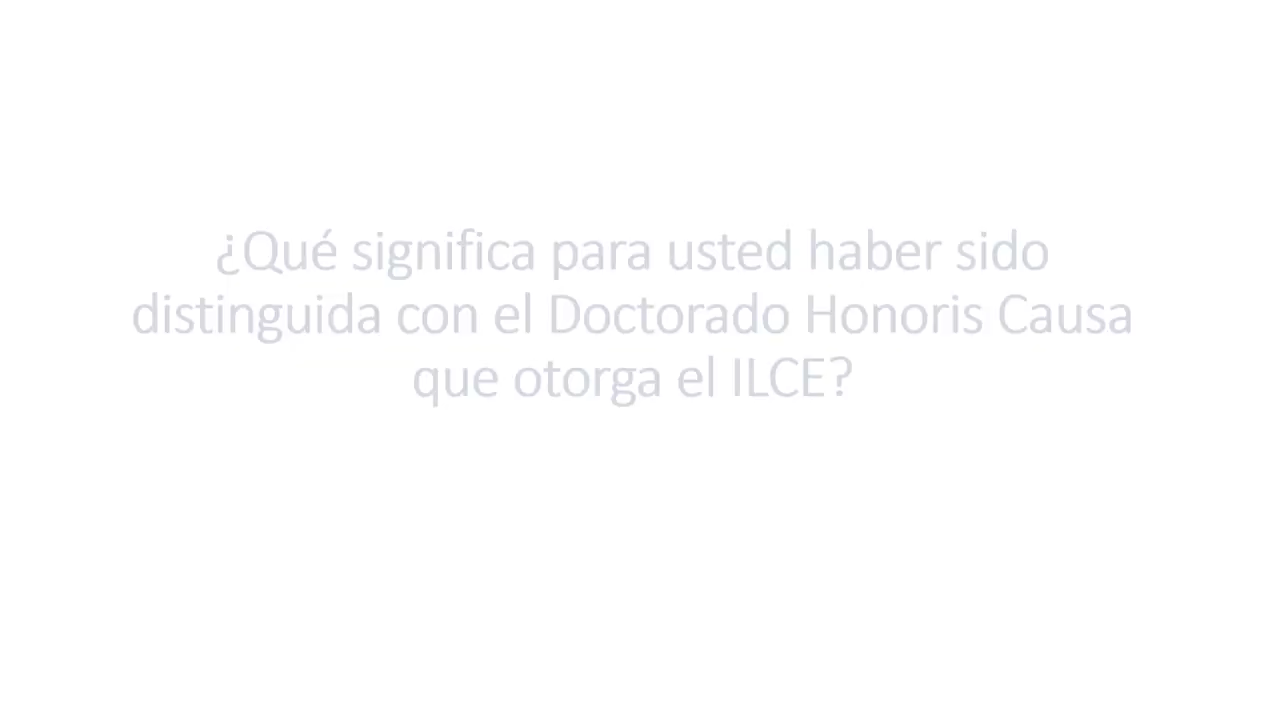 ¿Qué significa para usted haber sido
distinguida con el Doctorado Honoris Causa
que otorga el ILCE?